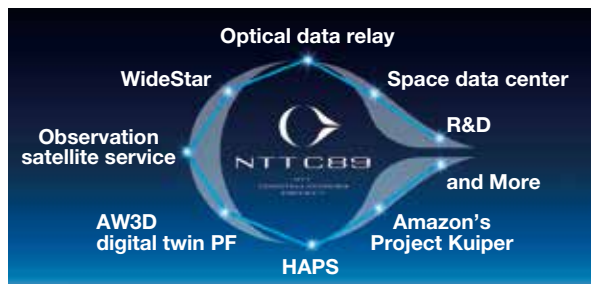 Optical data relay
WideStar
Space data center
R&D
Observation
satellite service
NTTC89
and More
AW3D
digital twin PF
Amazon's
Project Kuiper
HAPS